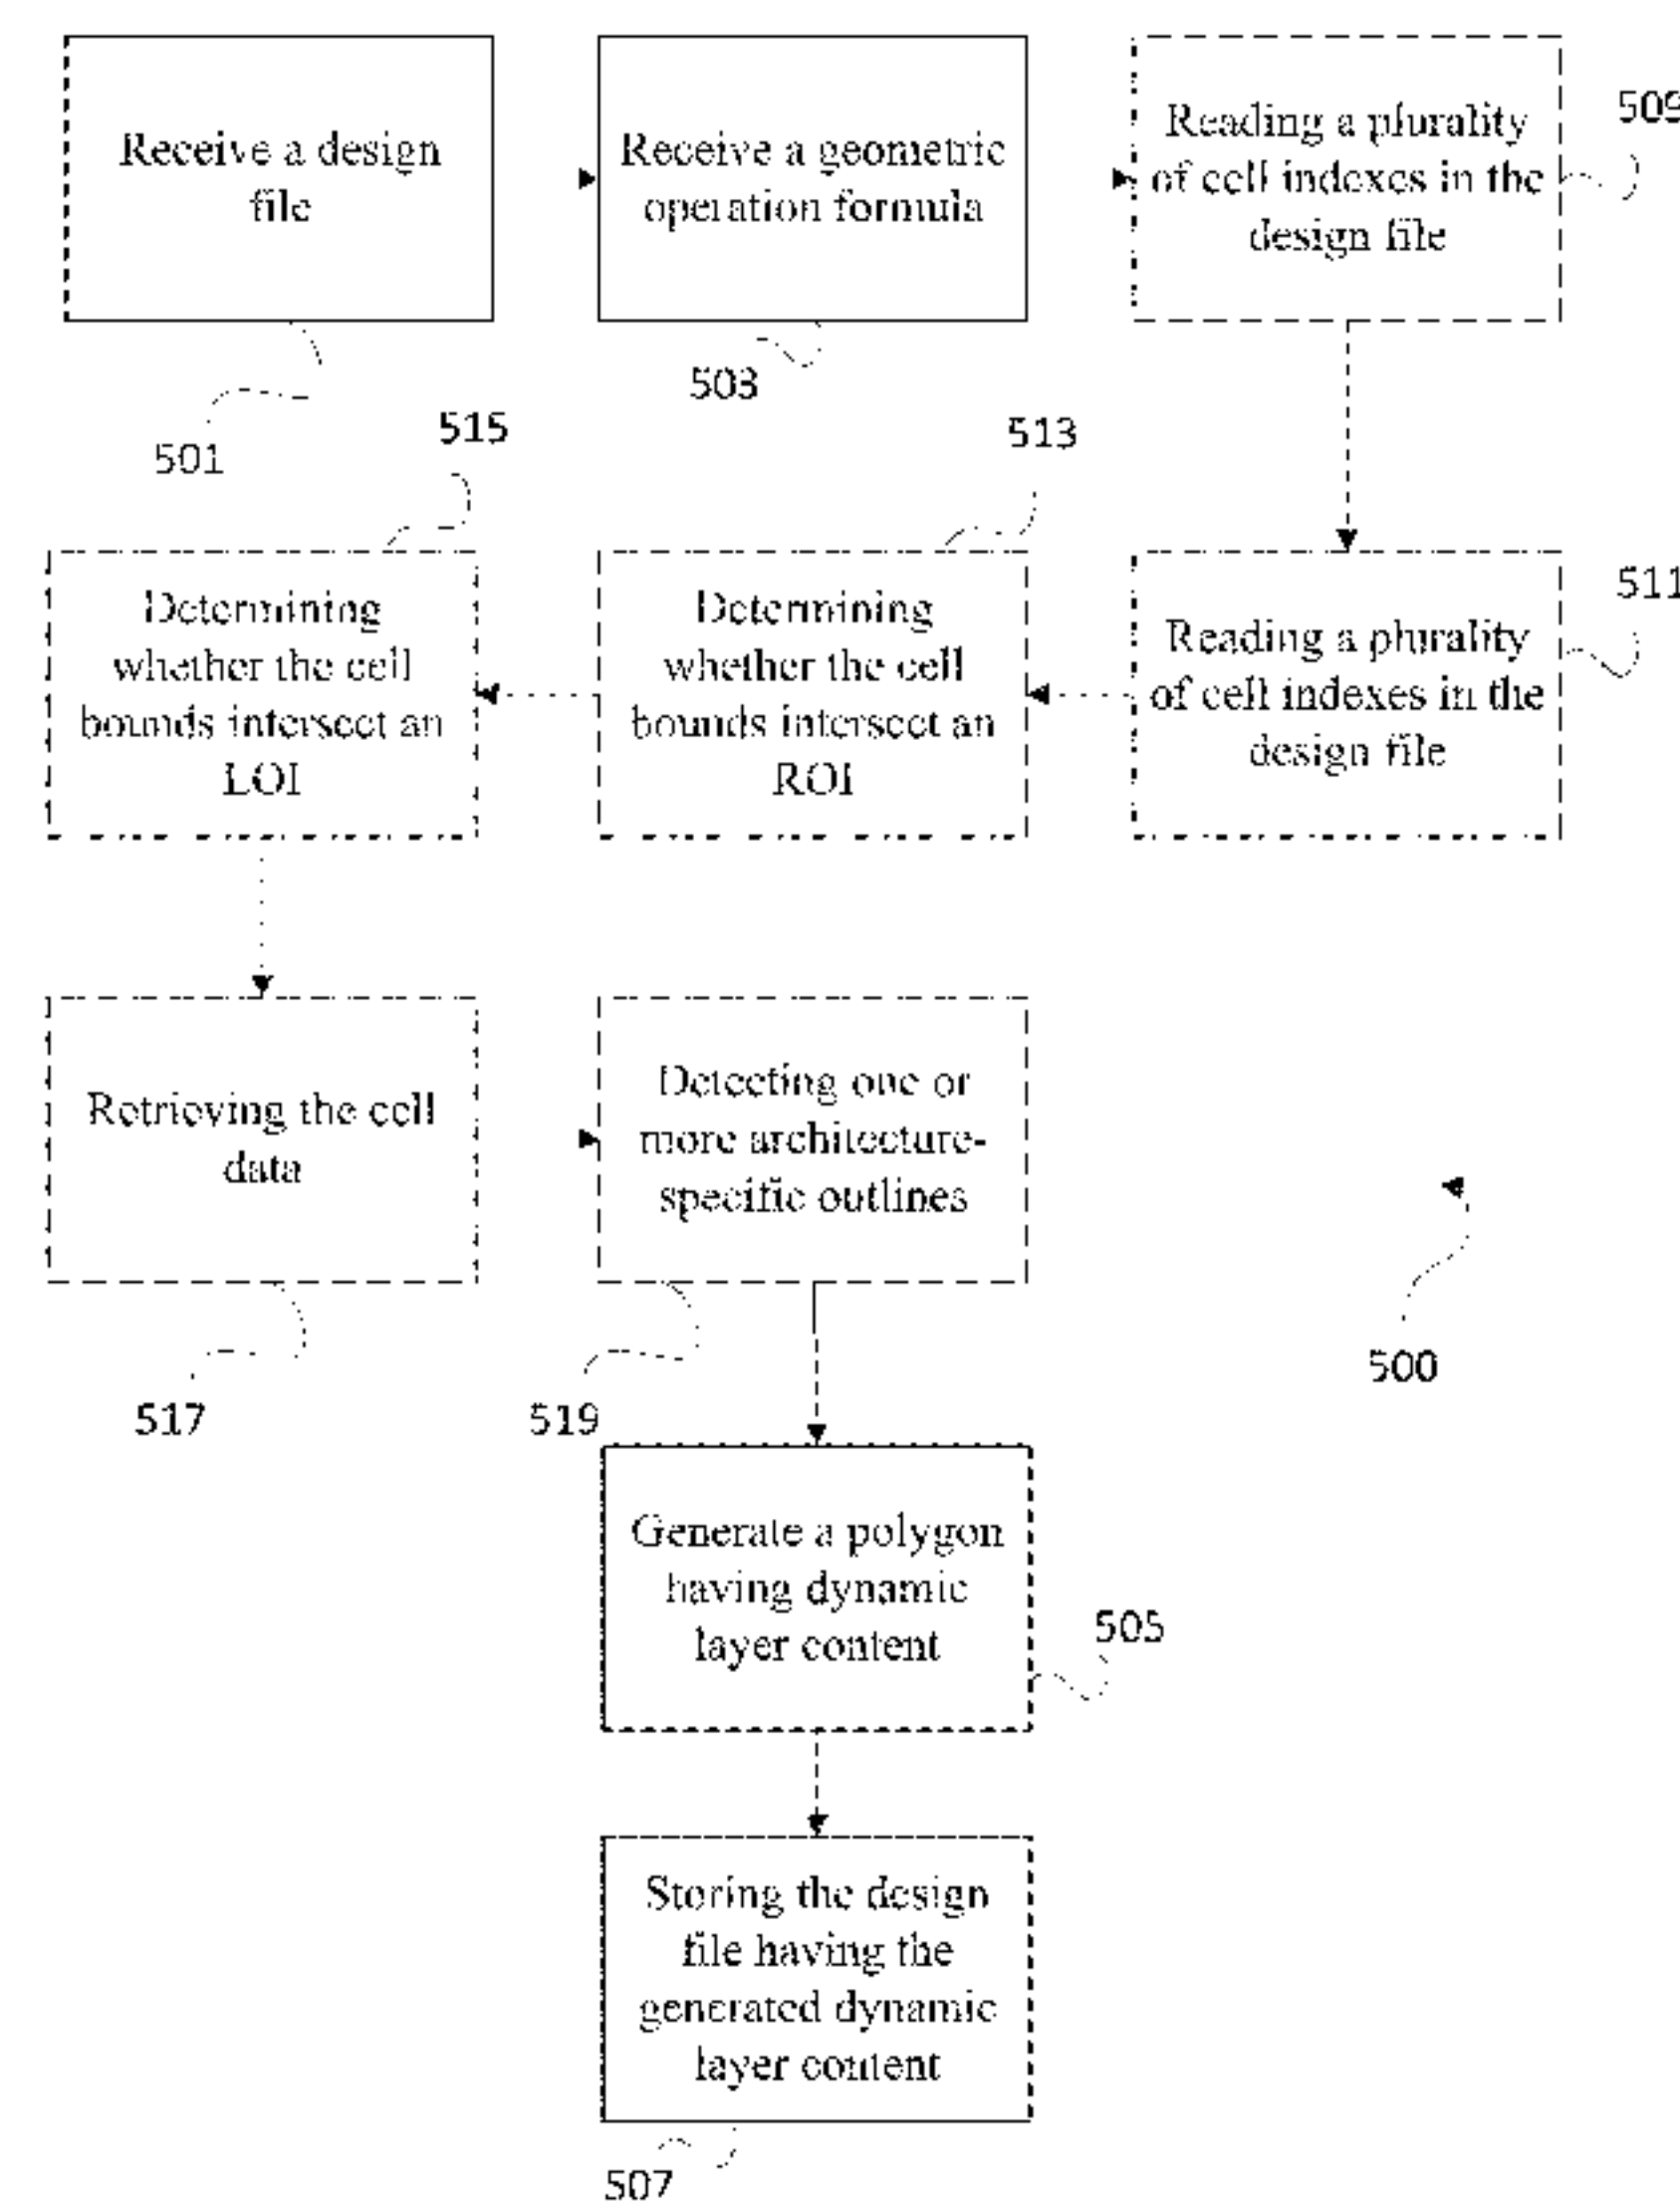 Receive a design
file
501
Receive a geometric
operation formula
503
Reading a plurality
of cell indexes in the
design file
509
Reading a plurality
of cell indexes in the
design file
511
Determining
whether the cell
bounds intersect an
ROI
513
Determining
whether the cell
bounds intersect an
LOI
515
Retrieving the cell
data
517
Detecting one or
more architecture-
specific outlines
519
500
Generate a polygon
having dynamic
layer content
505
Storing the design
file having the
generated dynamic
layer content
507